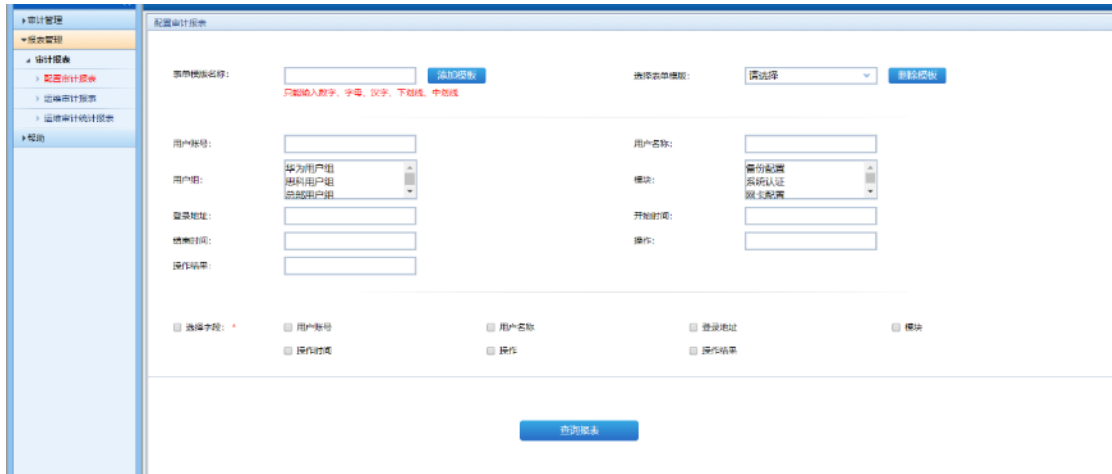 审计管理
报表管理
审计报表
配置审计报表
运维审计报表
运维审计统计报表
帮助
配置审计报表
表单模版名称:
添加模板
选择表单模版:
请选择
删除模板
只能输入数字、字母、汉字、下划线、中划线
用户账号:
用户名称:
用户组:
华为用户组
思科用户组
总部用户组
模块:
备份配置
系统认证
网卡配置
登录地址:
开始时间:
结束时间:
操作:
操作结果:
选择字段: *
用户账号
用户名称
登录地址
模块
操作时间
操作
操作结果
查询报表